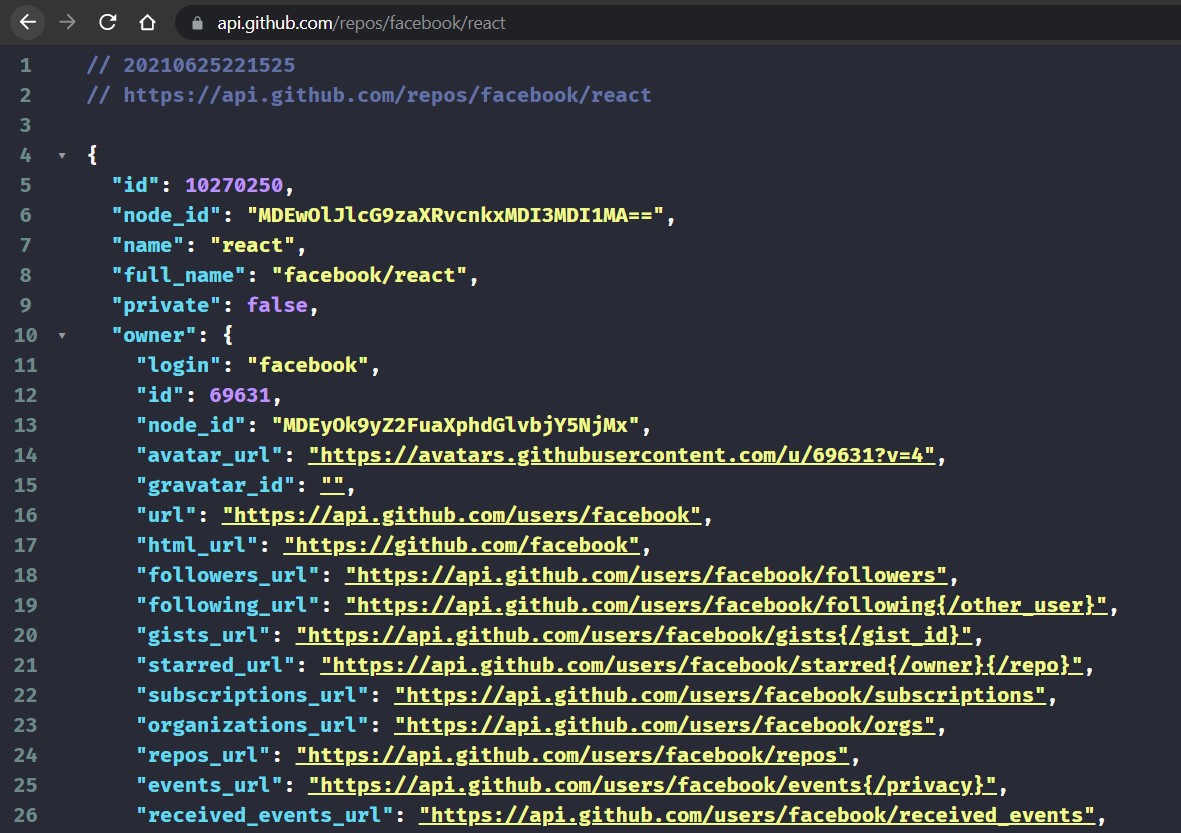 api.github.com/repos/facebook/react
1 // 20210625221525
2 // https://api.github.com/repos/facebook/react
3
4 {
5 "id": 10270250,
6 "node_id": "MDEwOlJlcG9zaXRvcnkxMDI3MDI1MA==",
7 "name": "react",
8 "full_name": "facebook/react",
9 "private": false,
10 "owner": {
11 "login": "facebook",
12 "id": 69631,
13 "node_id": "MDEyOk9yZ2FuaXphdGlvbjY5NjMx",
14 "avatar_url": "https://avatars.githubusercontent.com/u/69631?v=4",
15 "gravatar_id": "",
16 "url": "https://api.github.com/users/facebook",
17 "html_url": "https://github.com/facebook",
18 "followers_url": "https://api.github.com/users/facebook/followers",
19 "following_url": "https://api.github.com/users/facebook/following{/other_user}",
20 "gists_url": "https://api.github.com/users/facebook/gists{/gist_id}",
21 "starred_url": "https://api.github.com/users/facebook/starred{/owner}{/repo}",
22 "subscriptions_url": "https://api.github.com/users/facebook/subscriptions",
23 "organizations_url": "https://api.github.com/users/facebook/orgs",
24 "repos_url": "https://api.github.com/users/facebook/repos",
25 "events_url": "https://api.github.com/users/facebook/events{/privacy}",
26 "received_events_url": "https://api.github.com/users/facebook/received_events",